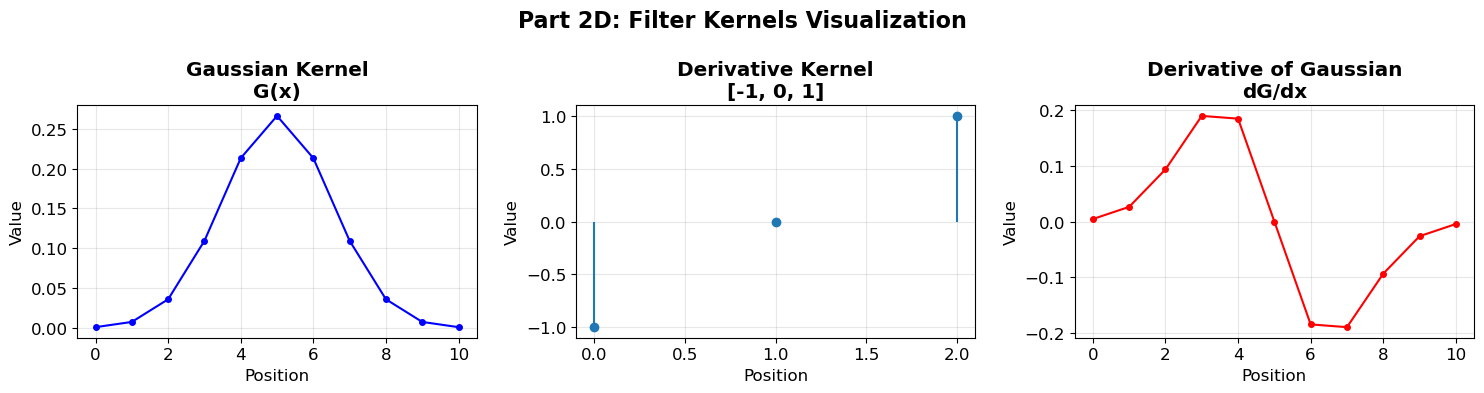 Part 2D: Filter Kernels Visualization
Gaussian Kernel
G(x)
Value
0.25
0.20
0.15
0.10
0.05
0.00
0 2 4 6 8 10
Position
Derivative Kernel
[-1, 0, 1]
Value
1.0
0.5
0.0
−0.5
−1.0
0.0 0.5 1.0 1.5 2.0
Position
Derivative of Gaussian
dG/dx
Value
0.2
0.1
0.0
−0.1
−0.2
0 2 4 6 8 10
Position